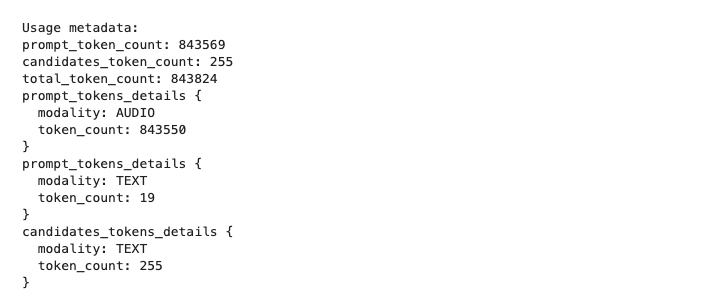 Usage metadata:
prompt_token_count: 843569
candidates_token_count: 255
total_token_count: 843824
prompt_tokens_details {
  modality: AUDIO
  token_count: 843550
}
prompt_tokens_details {
  modality: TEXT
  token_count: 19
}
candidates_tokens_details {
  modality: TEXT
  token_count: 255
}